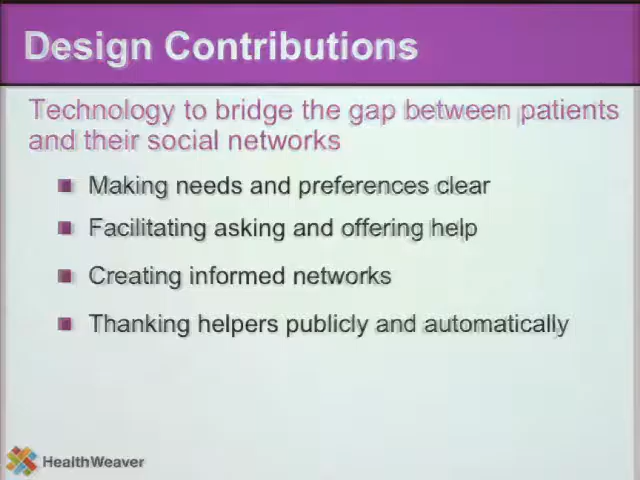 Design Contributions
Technology to bridge the gap between patients
and their social networks
Making needs and preferences clear
Facilitating asking and offering help
Creating informed networks
Thanking helpers publicly and automatically
HealthWeaver